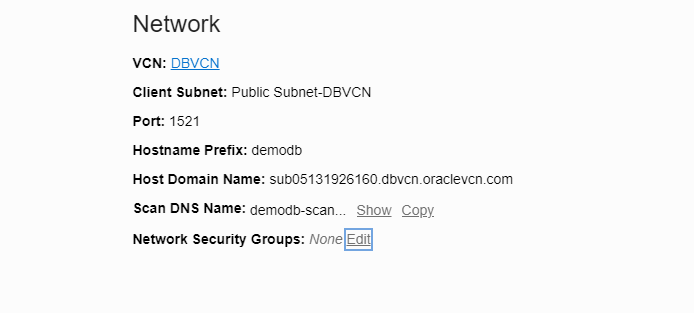 Network
VCN: DBVCN
Client Subnet: Public Subnet-DBVCN
Port: 1521
Hostname Prefix: demodb
Host Domain Name: sub05131926160.dbvcn.oraclevcn.com
Scan DNS Name: demodb-scan... Show Copy
Network Security Groups: None Edit